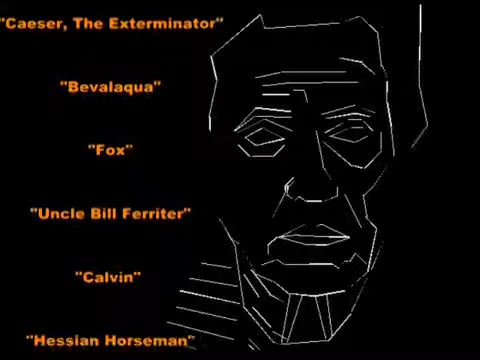 "Caeser, The Exterminator"
"Bevalaqua"
"Fox"
"Uncle Bill Ferriter"
"Calvin"
"Hessian Horseman"